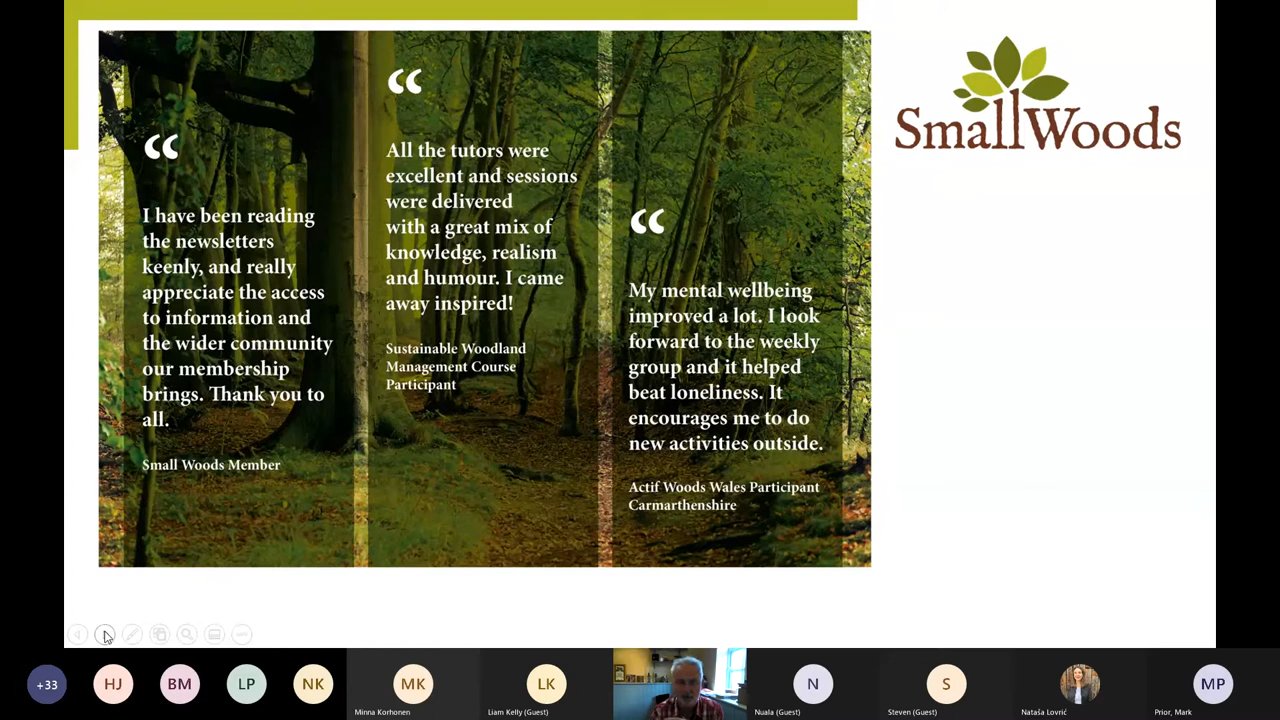 SmallWoods
“
I have been reading
the newsletters
keenly, and really
appreciate the access
to information and
the wider community
our membership
brings. Thank you to
all.
Small Woods Member
“
All the tutors were
excellent and sessions
were delivered
with a great mix of
knowledge, realism
and humour. I came
away inspired!
Sustainable Woodland
Management Course
Participant
“
My mental wellbeing
improved a lot. I look
forward to the weekly
group and it helped
beat loneliness. It
encourages me to do
new activities outside.
Actif Woods Wales Participant
Carmarthenshire
+33
HJ
BM
LP
NK
MK
Minna Korhonen
LK
Liam Kelly (Guest)
N
Nuala (Guest)
S
Steven (Guest)
Nataša Lovrić
MP
Prior, Mark